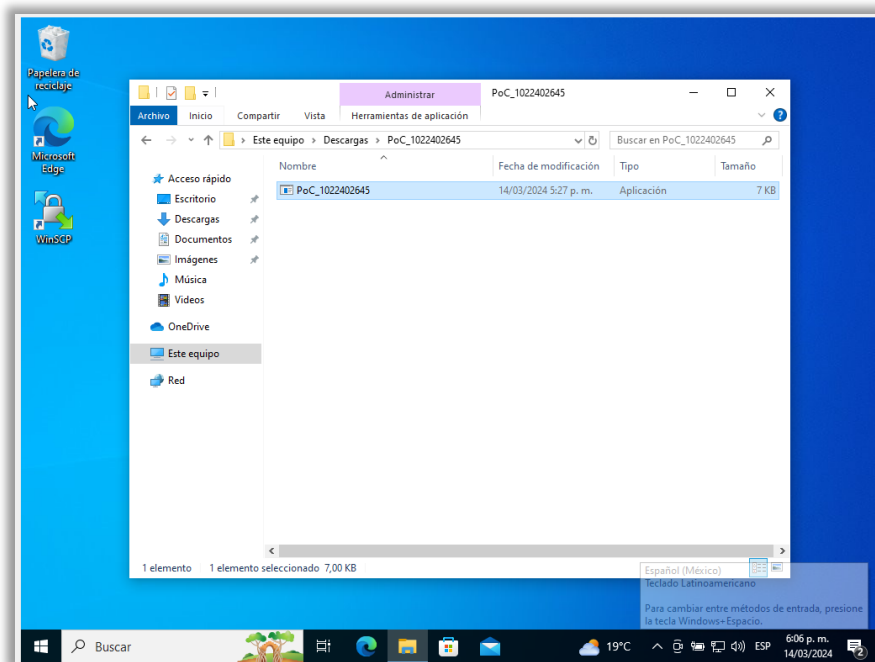 Papelera de
reciclaje
Microsoft
Edge
WinSCP
Administrar
PoC_1022402645
Archivo
Inicio
Compartir
Vista
Herramientas de aplicación
Este equipo
Descargas
PoC_1022402645
Buscar en PoC_1022402645
Nombre
Fecha de modificación
Tipo
Tamaño
PoC_1022402645
14/03/2024 5:27 p. m.
Aplicación
7 KB
Acceso rápido
Escritorio
Descargas
Documentos
Imágenes
Música
Videos
OneDrive
Este equipo
Red
1 elemento
1 elemento seleccionado 7,00 KB
Español (México)
Teclado Latinoamericano
Para cambiar entre métodos de entrada, presione
la tecla Windows+Espacio.
Buscar
19°C
ESP
6:06 p. m.
14/03/2024
2